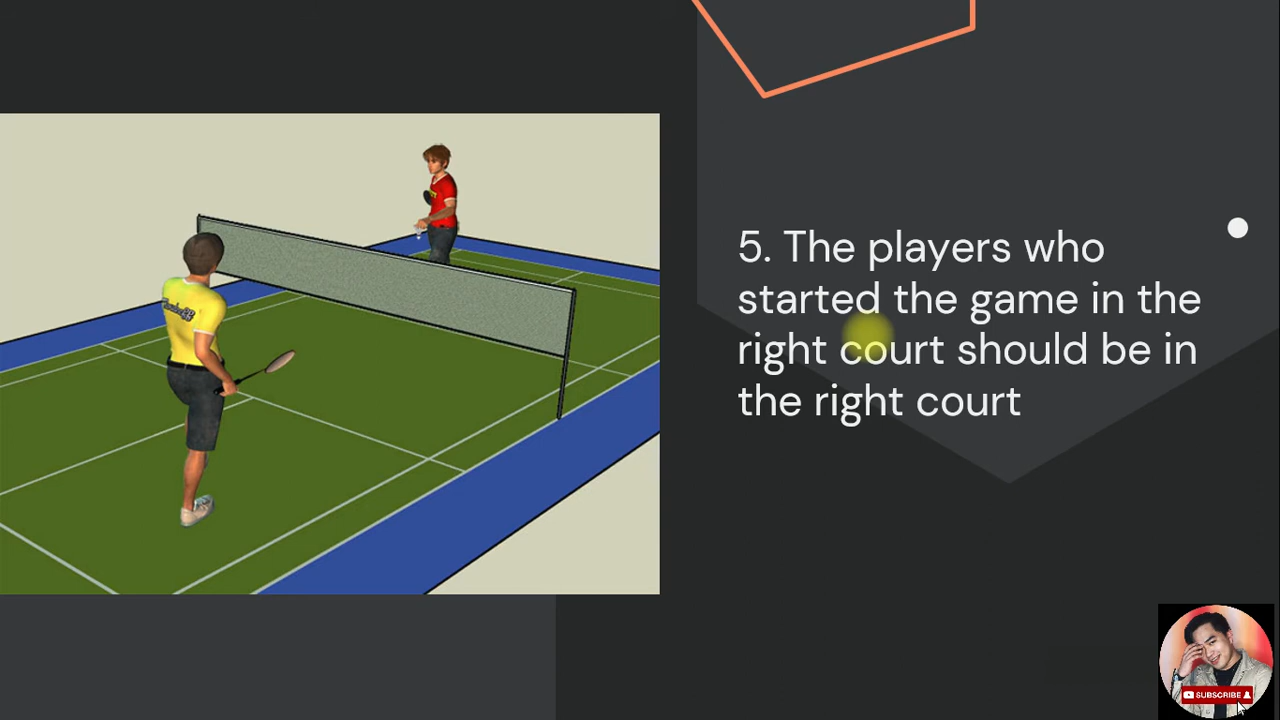 5. The players who
started the game in the
right court should be in
the right court
SUBSCRIBE